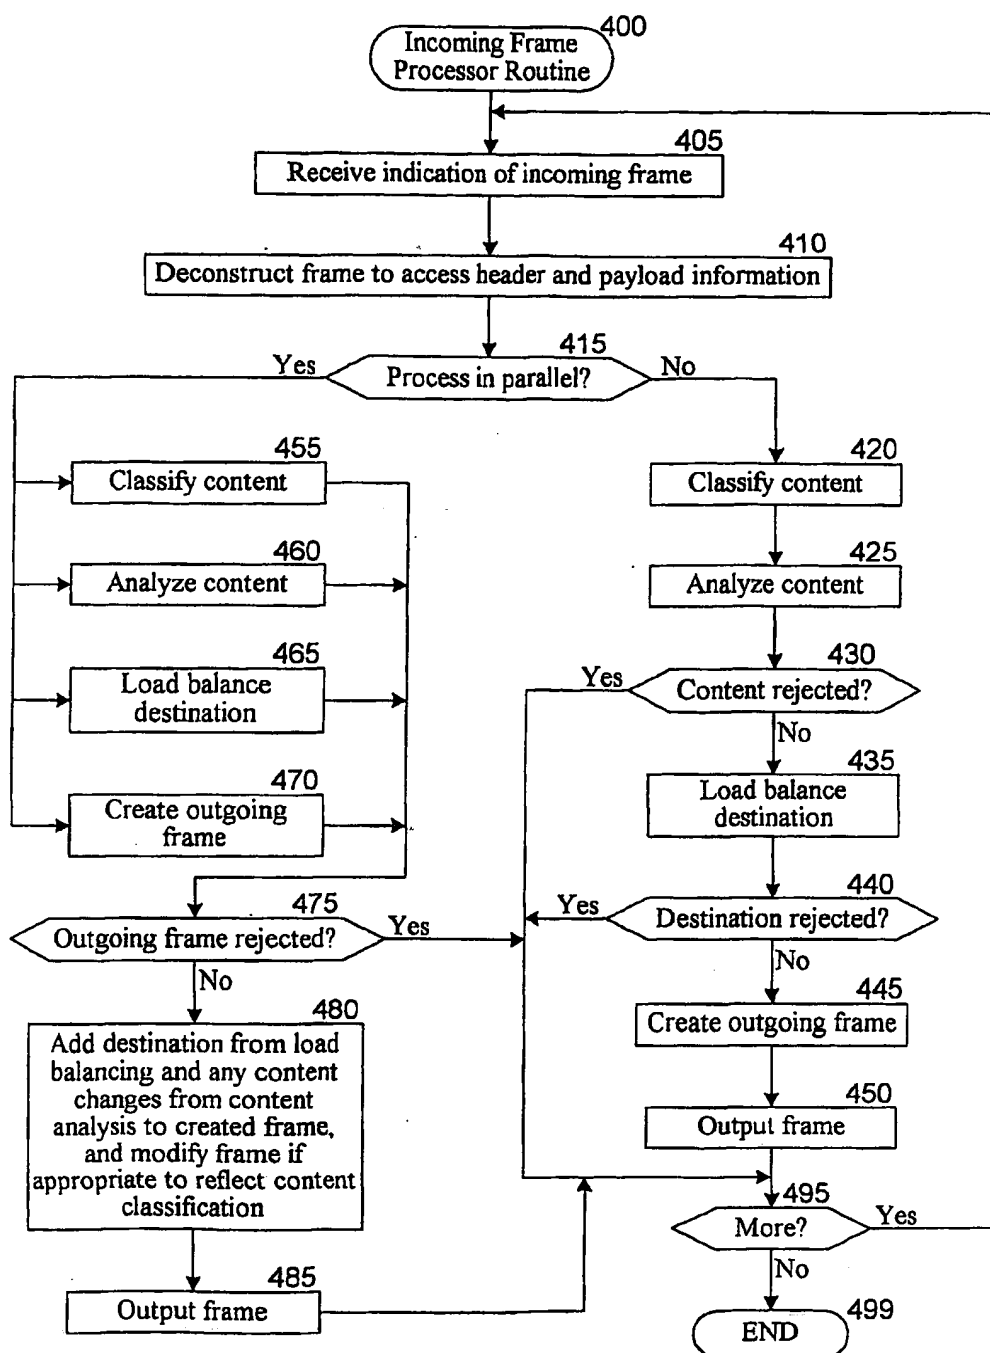 400
Incoming Frame
Processor Routine
405
Receive indication of incoming frame
410
Deconstruct frame to access header and payload information
415
Yes
Process in parallel?
No
455
Classify content
460
Analyze content
465
Load balance
destination
470
Create outgoing
frame
475
Outgoing frame rejected?
Yes
No
480
Add destination from load
balancing and any content
changes from content
analysis to created frame,
and modify frame if
appropriate to reflect content
classification
485
Output frame
420
Classify content
425
Analyze content
430
Yes
Content rejected?
No
435
Load balance
destination
440
Yes
Destination rejected?
No
445
Create outgoing frame
450
Output frame
495
More?
Yes
No
499
END